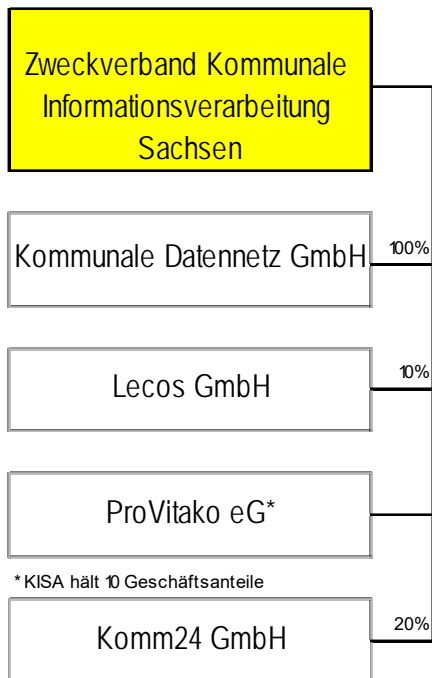 Zweckverband Kommunale
Informationsverarbeitung
Sachsen
Kommunale Datennetz GmbH
100%
Lecos GmbH
10%
ProVitako eG*
* KISA hält 10 Geschäftsanteile
Komm24 GmbH
20%